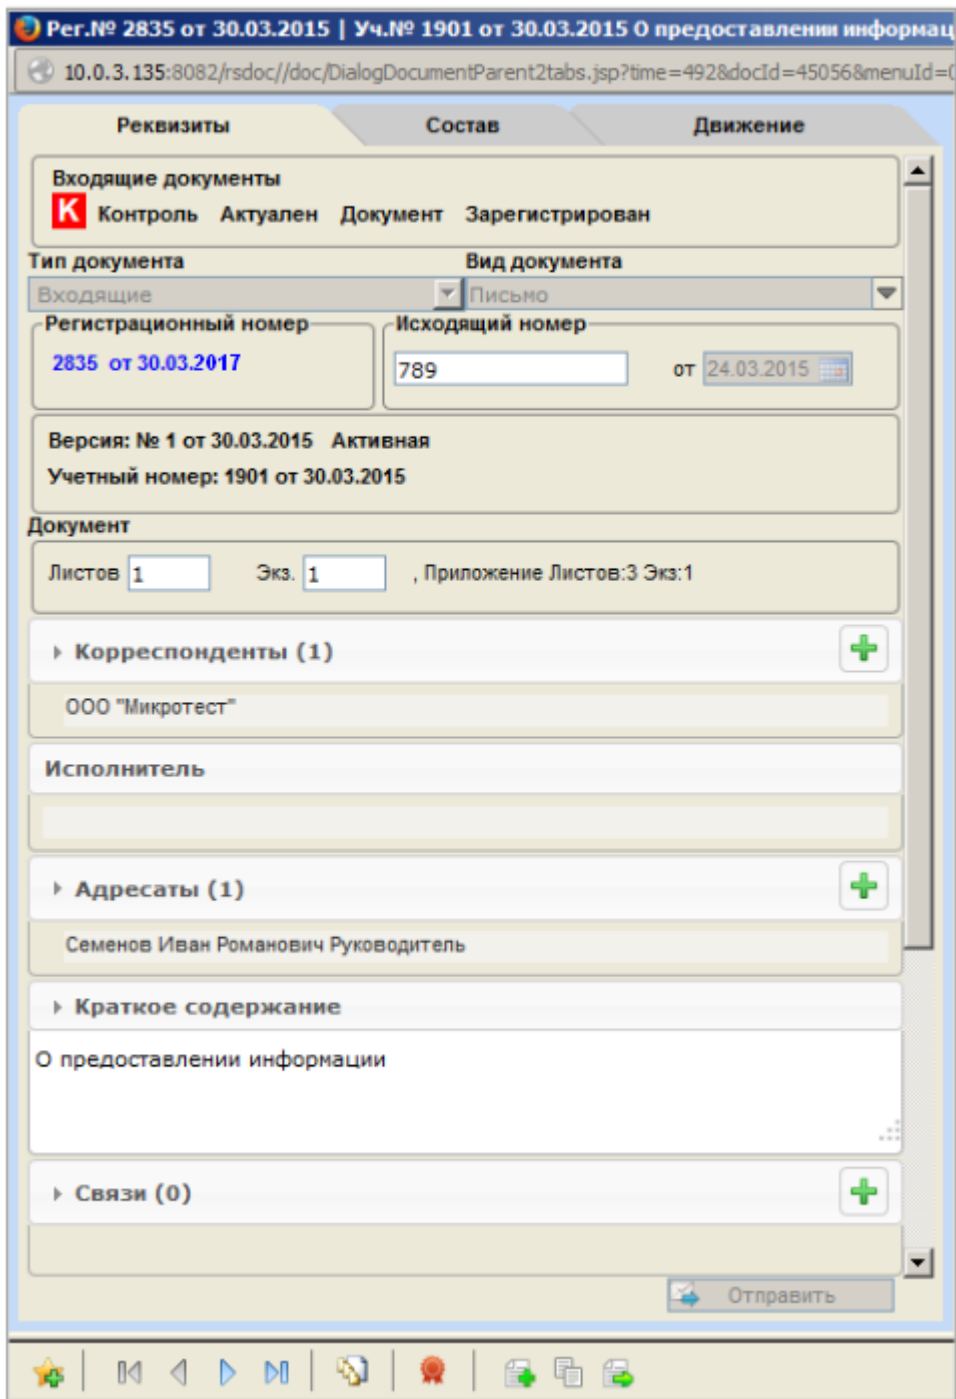 Рег.№ 2835 от 30.03.2015 | Уч.№ 1901 от 30.03.2015 О предоставлении информац
10.0.3.135:8082/rsdoc//doc/DialogDocumentParent2tabs.jsp?time=492&docId=45056&menuId=0
Реквизиты Состав Движение
Входящие документы
К Контроль Актуален Документ Зарегистрирован
Тип документа Вид документа
Входящие Письмо
Регистрационный номер Исходящий номер
2835 от 30.03.2017 789 от 24.03.2015
Версия: № 1 от 30.03.2015 Активная
Учетный номер: 1901 от 30.03.2015
Документ
Листов 1 Экз. 1 , Приложение Листов:3 Экз:1
Корреспонденты (1)
ООО "Микротест"
Исполнитель
Адресаты (1)
Семенов Иван Романович Руководитель
Краткое содержание
О предоставлении информации
Связи (0)
Отправить